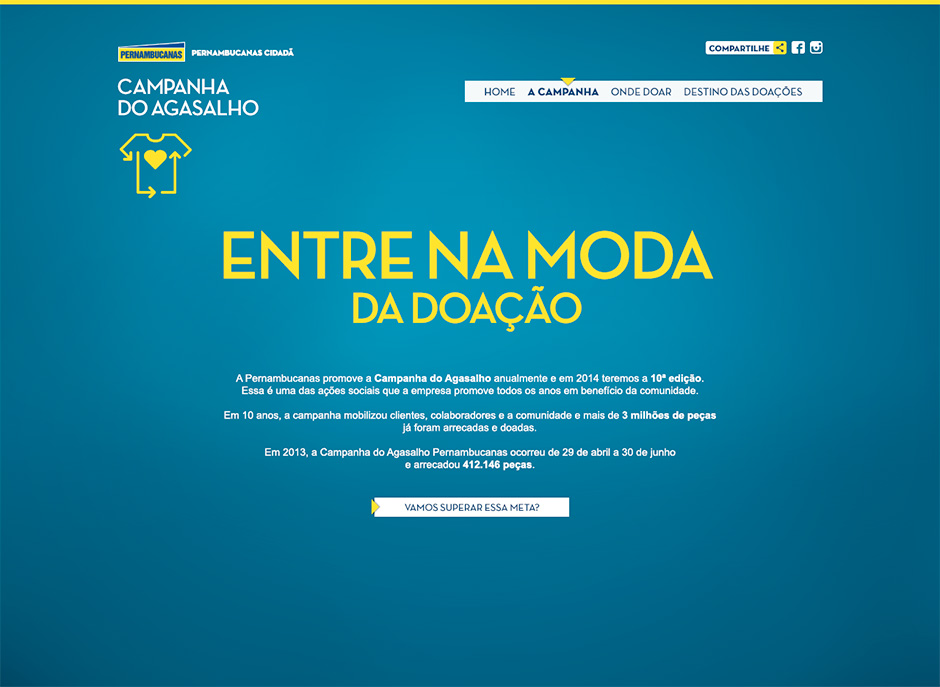 PERNAMBUCANAS PERNAMBUCANAS CIDADÃ
COMPARTILHE
CAMPANHA
DO AGASALHO
HOME A CAMPANHA ONDE DOAR DESTINO DAS DOAÇÕES
ENTRE NA MODA
DA DOAÇÃO
A Pernambucanas promove a Campanha do Agasalho anualmente e em 2014 teremos a 10ª edição.
Essa é uma das ações sociais que a empresa promove todos os anos em benefício da comunidade.
Em 10 anos, a campanha mobilizou clientes, colaboradores e a comunidade e mais de 3 milhões de peças
já foram arrecadas e doadas.
Em 2013, a Campanha do Agasalho Pernambucanas ocorreu de 29 de abril a 30 de junho
e arrecadou 412.146 peças.
VAMOS SUPERAR ESSA META?